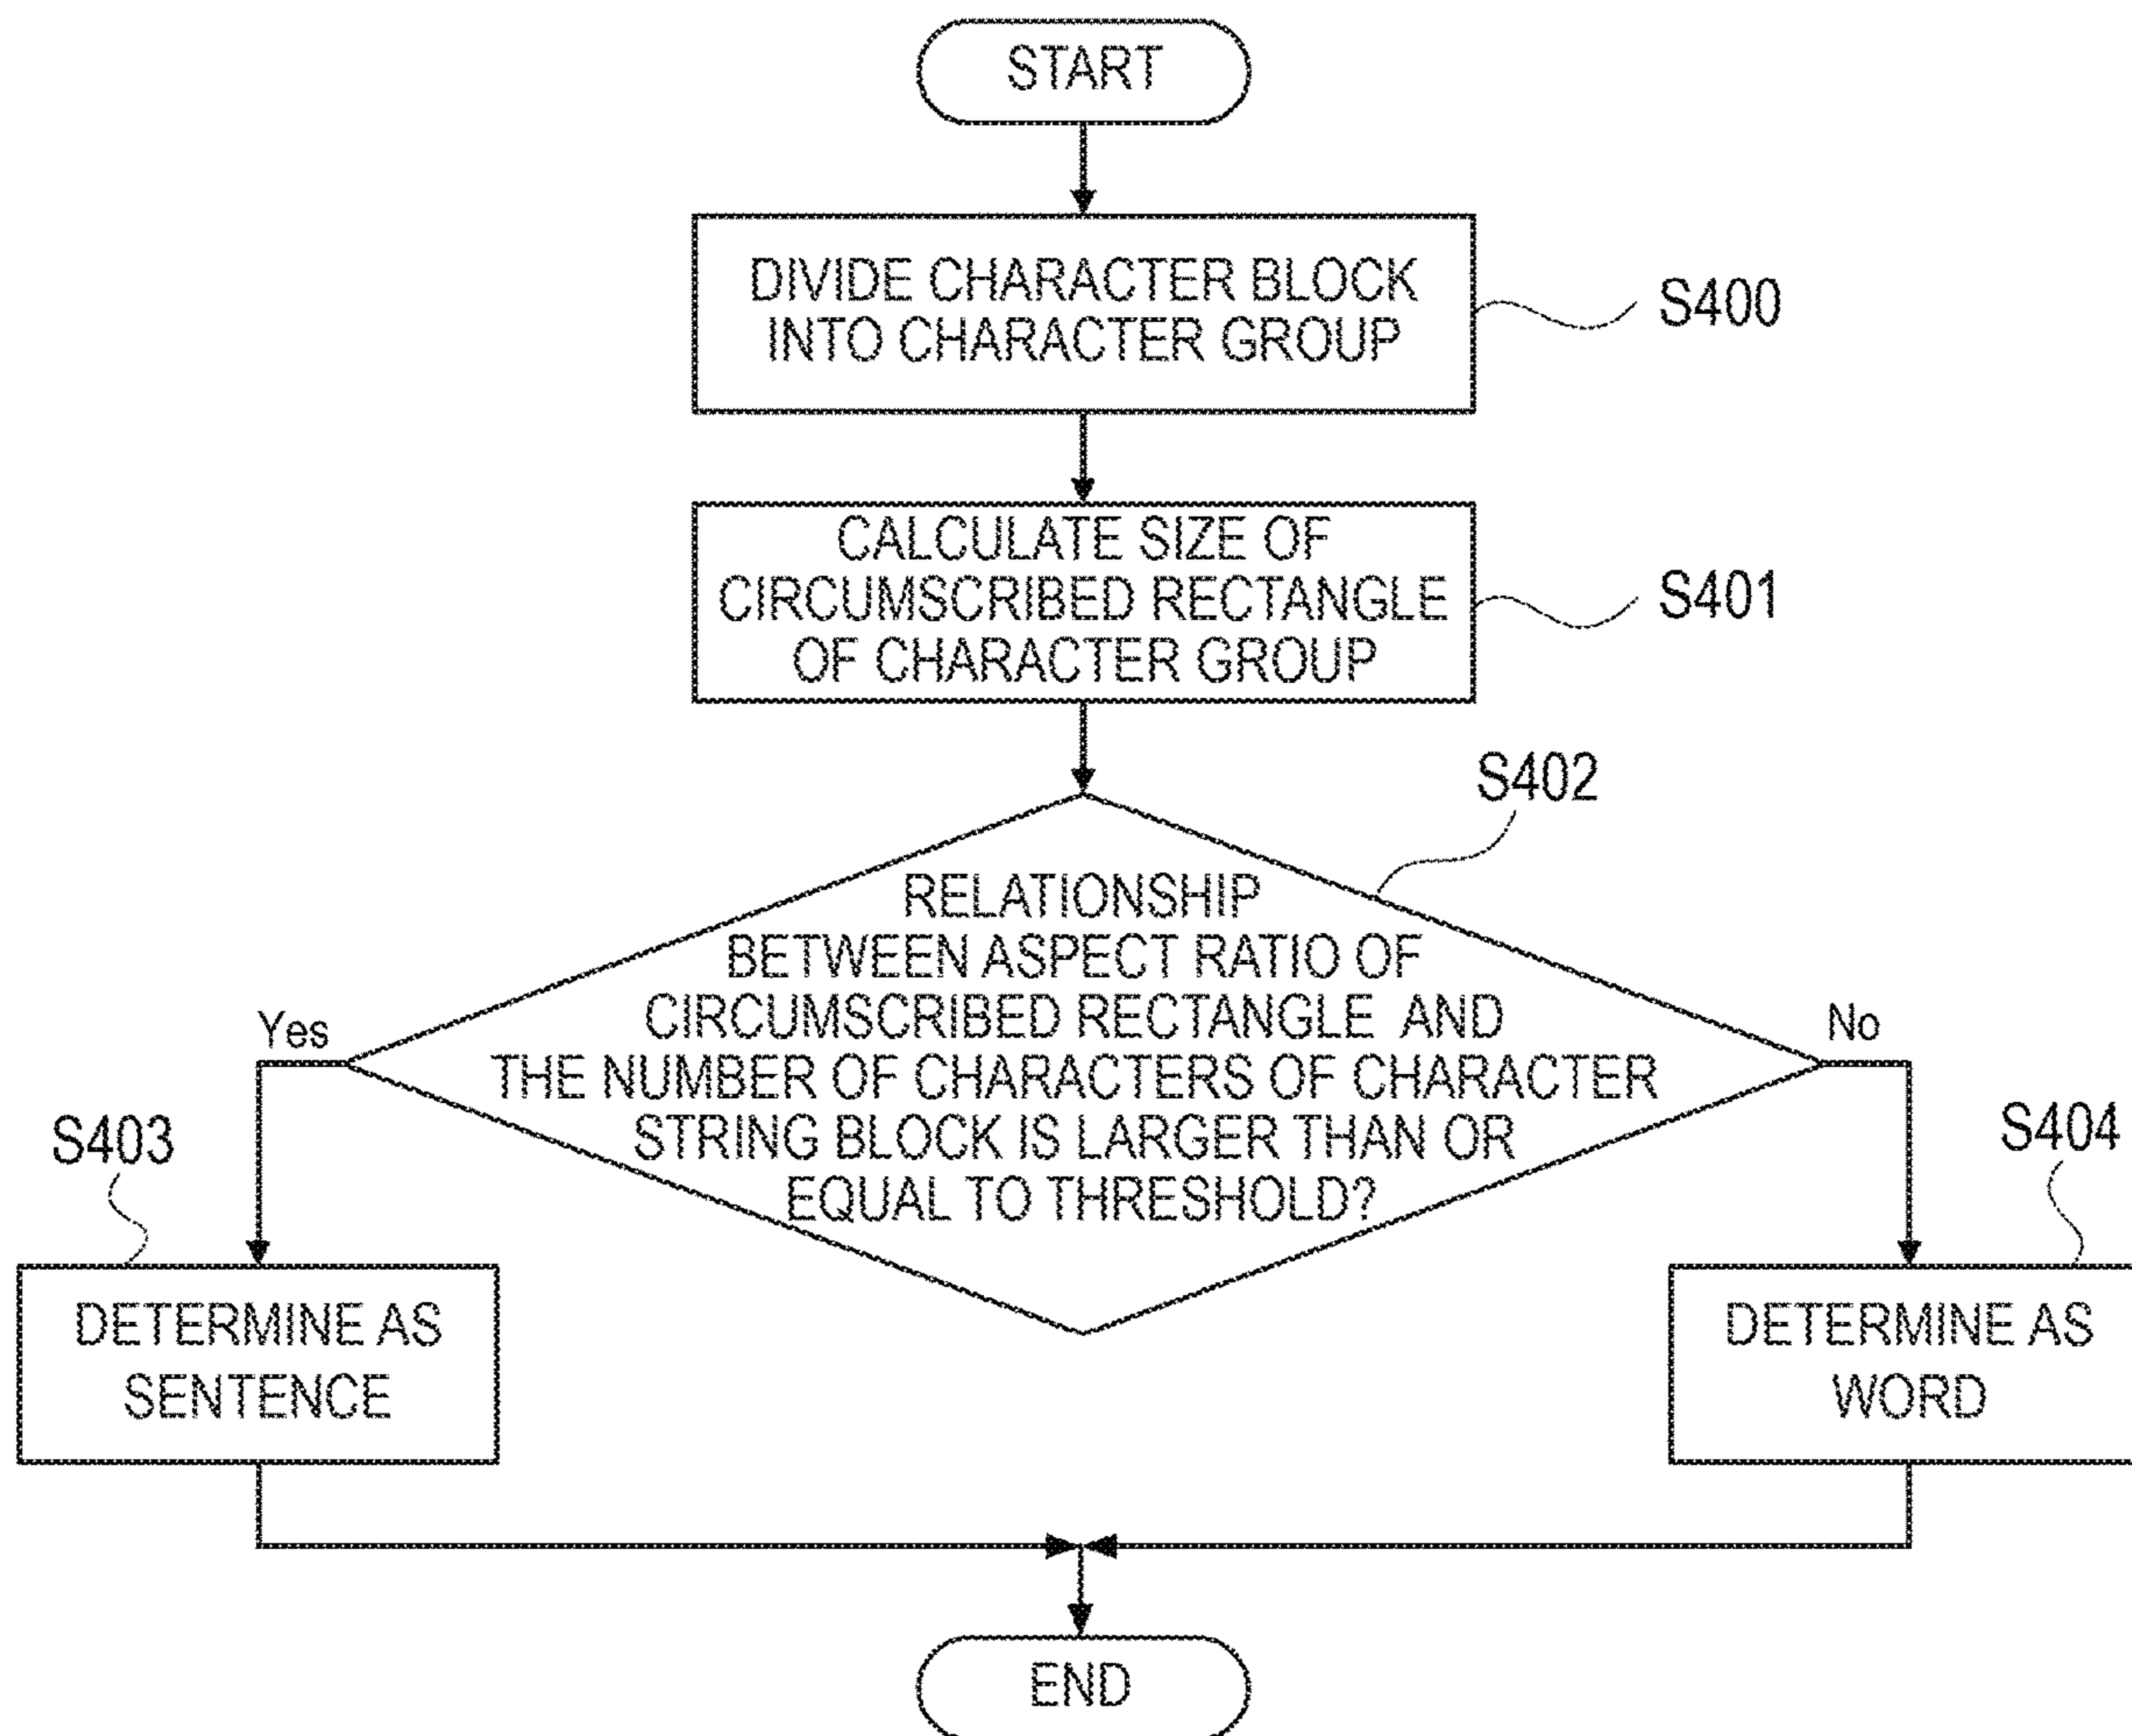 START
DIVIDE CHARACTER BLOCK
INTO CHARACTER GROUP
S400
CALCULATE SIZE OF
CIRCUMSCRIBED RECTANGLE
OF CHARACTER GROUP
S401
S402
RELATIONSHIP
BETWEEN ASPECT RATIO OF
CIRCUMSCRIBED RECTANGLE AND
THE NUMBER OF CHARACTERS OF CHARACTER
STRING BLOCK IS LARGER THAN OR
EQUAL TO THRESHOLD?
Yes
No
S403
S404
DETERMINE AS
SENTENCE
DETERMINE AS
WORD
END